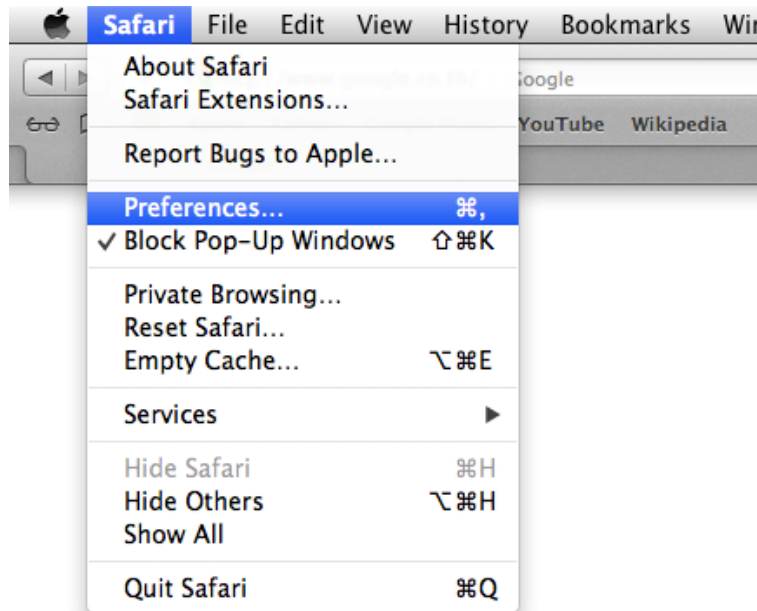 Safari File Edit View History Bookmarks
Google
YouTube Wikipedia
About Safari
Safari Extensions...
Report Bugs to Apple...
Preferences... ⌘,
✓ Block Pop-Up Windows ⇧⌘K
Private Browsing...
Reset Safari...
Empty Cache... ⌥⌘E
Services ▶
Hide Safari ⌘H
Hide Others ⌥⌘H
Show All
Quit Safari ⌘Q